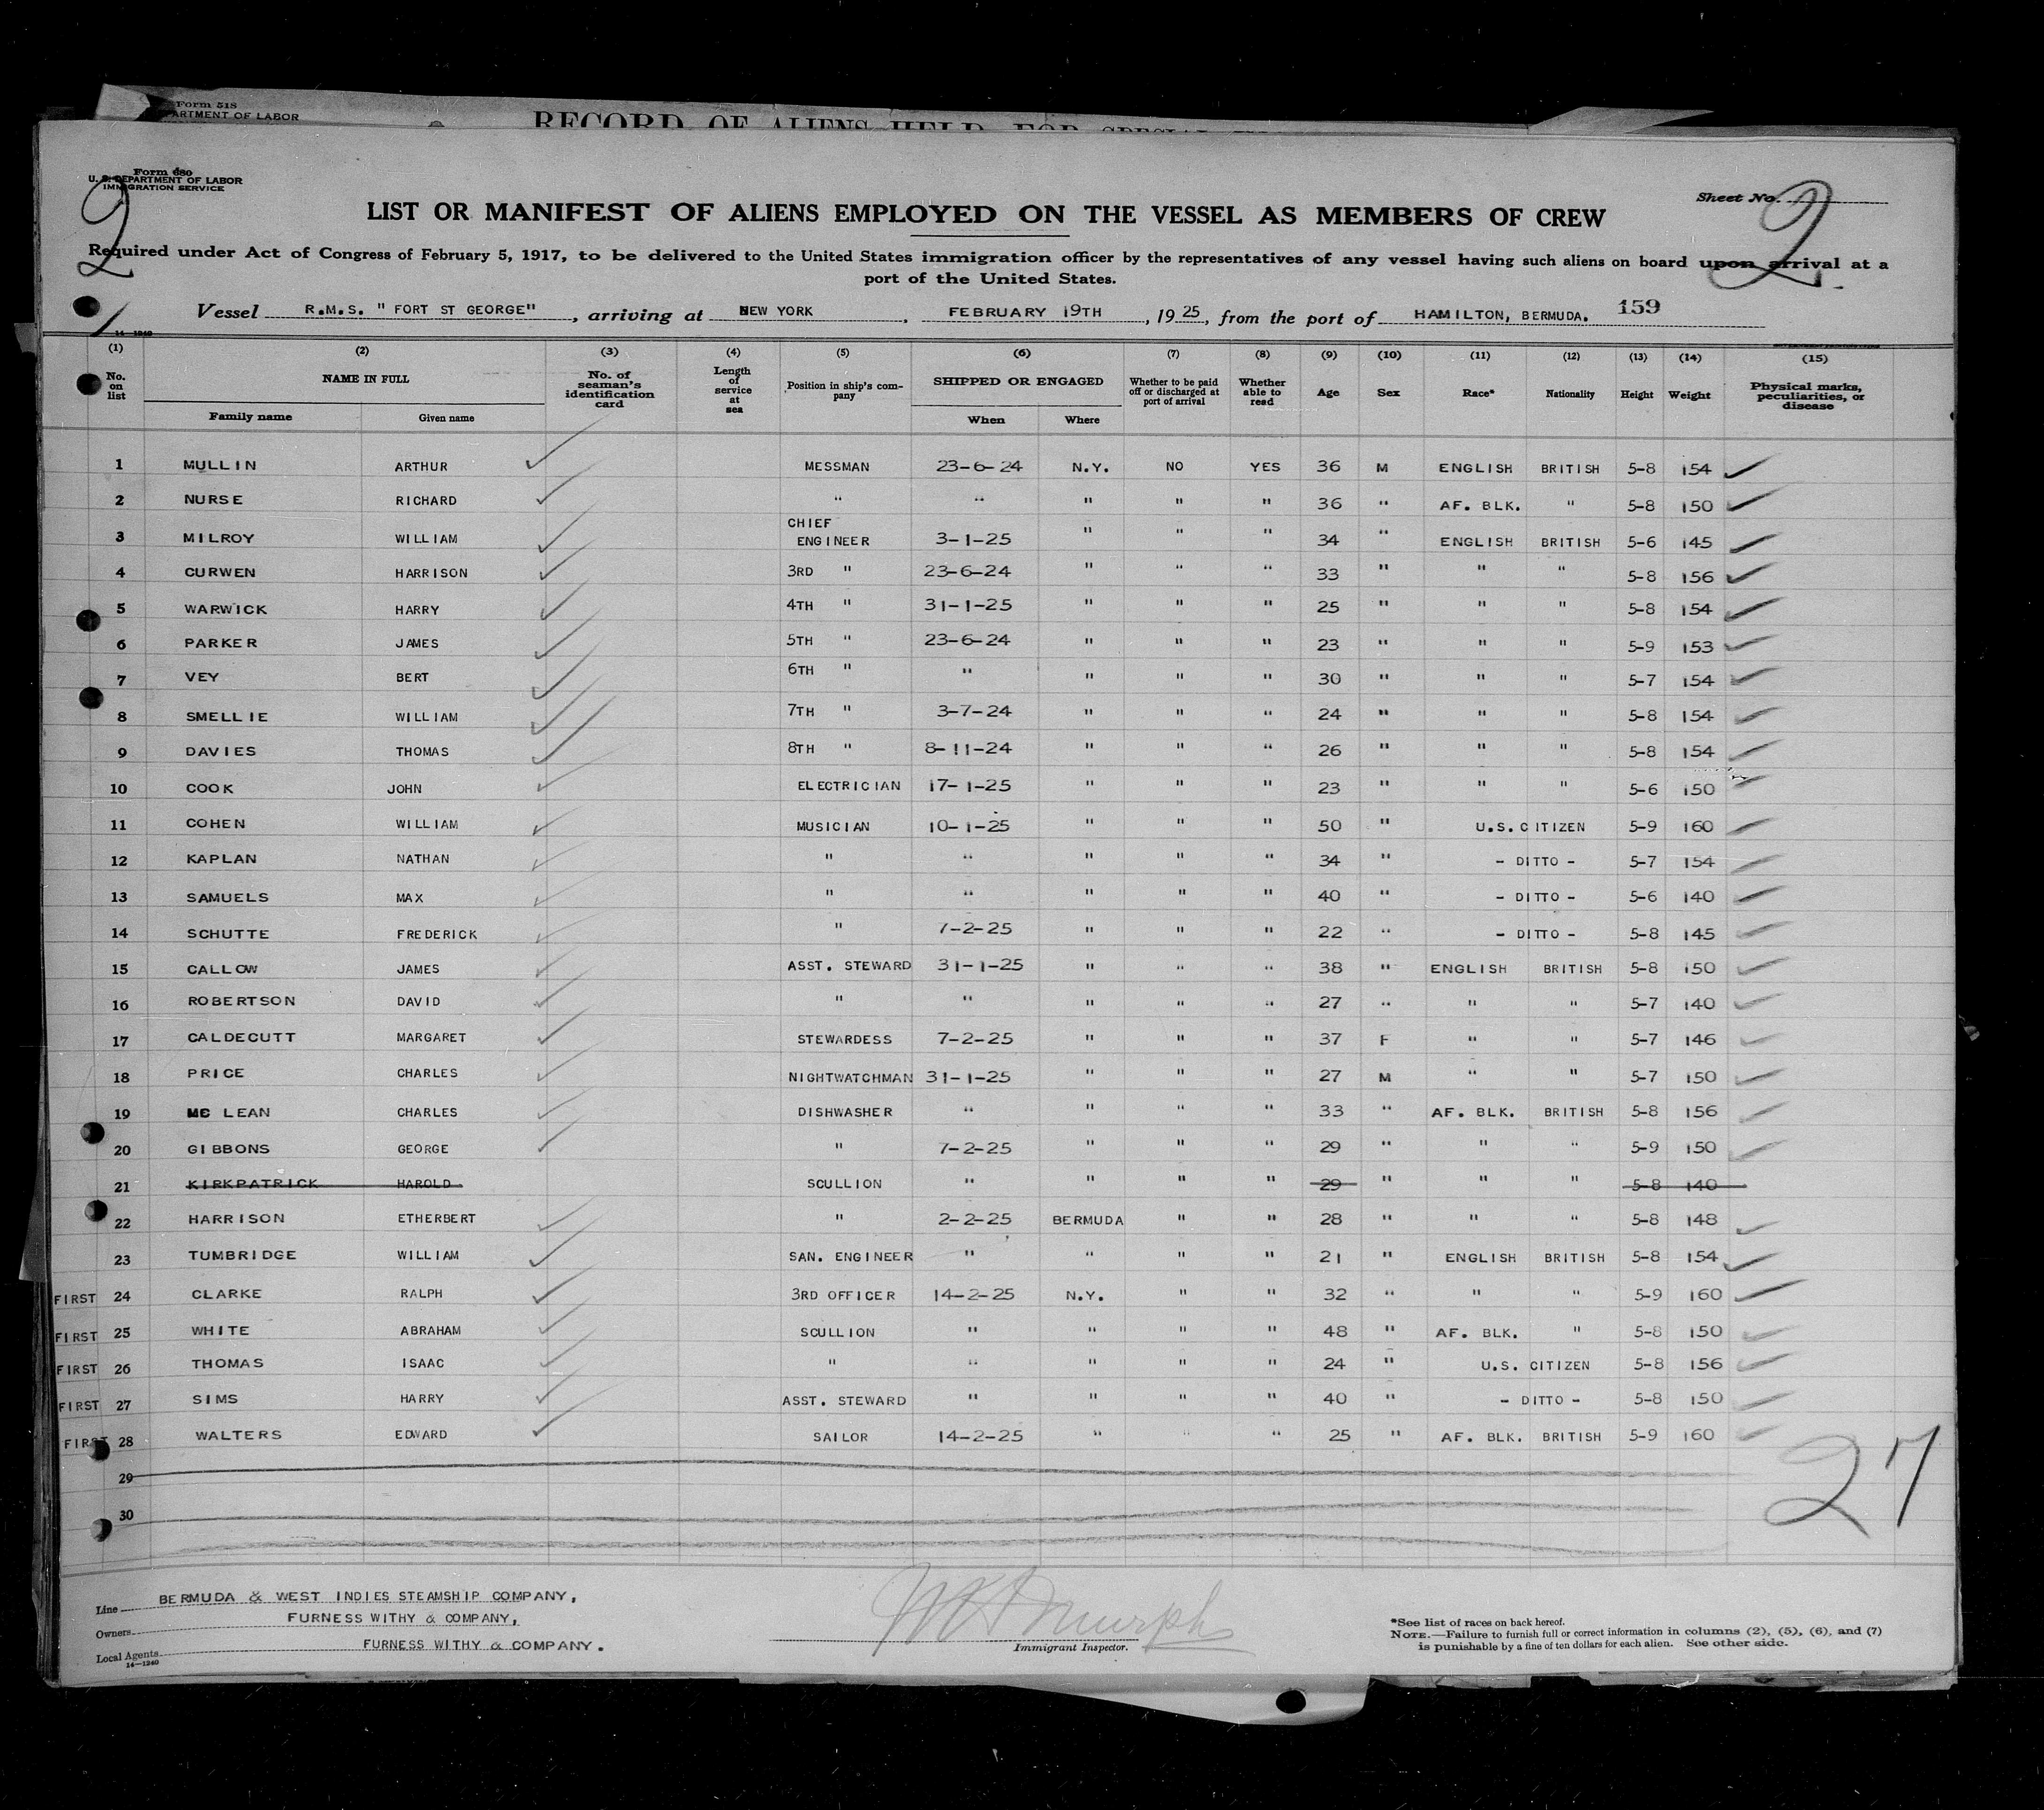 Form 518
RECORD OF ALIENS HELD FOR
Form 680
U. S. DEPARTMENT OF LABOR
IMMIGRATION SERVICE
2
Sheet No. 2
LIST OR MANIFEST OF ALIENS EMPLOYED ON THE VESSEL AS MEMBERS OF CREW
Required under Act of Congress of February 5, 1917, to be delivered to the United States immigration officer by the representatives of any vessel having such aliens on board upon arrival at a
port of the United States.
Vessel R.M.S. " FORT ST GEORGE" , arriving at NEW YORK , FEBRUARY 19TH , 1925, from the port of HAMILTON, BERMUDA. 159
14-1240
(1) (2) (3) (4) (5) (6) (7) (8) (9) (10) (11) (12) (13) (14) (15)
No. on list NAME IN FULL Family name Given name No. of seaman's identification card Length of service at sea Position in ship's company SHIPPED OR ENGAGED When Where Whether to be paid off or discharged at port of arrival Whether able to read Age Sex Race* Nationality Height Weight Physical marks, peculiarities, or disease
1 MULLIN ARTHUR MESSMAN 23-6-24 N.Y. NO YES 36 M ENGLISH BRITISH 5-8 154
2 NURSE RICHARD " " " " " 36 " AF. BLK. " 5-8 150
3 MILROY WILLIAM CHIEF ENGINEER 3-1-25 " " " 34 " ENGLISH BRITISH 5-6 145
4 CURWEN HARRISON 3RD " 23-6-24 " " " 33 " " " 5-8 156
5 WARWICK HARRY 4TH " 31-1-25 " " " 25 " " " 5-8 154
6 PARKER JAMES 5TH " 23-6-24 " " " 23 " " " 5-9 153
7 VEY BERT 6TH " " " " " 30 " " " 5-7 154
8 SMELLIE WILLIAM 7TH " 3-7-24 " " " 24 " " " 5-8 154
9 DAVIES THOMAS 8TH " 8-11-24 " " " 26 " " " 5-8 154
10 COOK JOHN ELECTRICIAN 17-1-25 " " " 23 " " " 5-6 150
11 COHEN WILLIAM MUSICIAN 10-1-25 " " " 50 " U.S. CITIZEN 5-9 160
12 KAPLAN NATHAN " " " " " 34 " - DITTO - 5-7 154
13 SAMUELS MAX " " " " " 40 " - DITTO - 5-6 140
14 SCHUTTE FREDERICK " 7-2-25 " " " 22 " - DITTO - 5-8 145
15 CALLOW JAMES ASST. STEWARD 31-1-25 " " " 38 " ENGLISH BRITISH 5-8 150
16 ROBERTSON DAVID " " " " " 27 " " " 5-7 140
17 CALDECUTT MARGARET STEWARDESS 7-2-25 " " " 37 F " " 5-7 146
18 PRICE CHARLES NIGHTWATCHMAN 31-1-25 " " " 27 M " " 5-7 150
19 MC LEAN CHARLES DISHWASHER " " " " 33 " AF. BLK. BRITISH 5-8 156
20 GIBBONS GEORGE " 7-2-25 " " " 29 " " " 5-9 150
21 KIRKPATRICK HAROLD SCULLION " " " " 29 " " " 5-8 140
22 HARRISON ETHERBERT " 2-2-25 BERMUDA " " 28 " " " 5-8 148
23 TUMBRIDGE WILLIAM SAN. ENGINEER " " " " 21 " ENGLISH BRITISH 5-8 154
FIRST 24 CLARKE RALPH 3RD OFFICER 14-2-25 N.Y. " " 32 " " " 5-9 160
FIRST 25 WHITE ABRAHAM SCULLION " " " " 48 " AF. BLK. " 5-8 150
FIRST 26 THOMAS ISAAC " " " " " 24 " U.S. CITIZEN 5-8 156
FIRST 27 SIMS HARRY ASST. STEWARD " " " " 40 " - DITTO - 5-8 150
FIRST 28 WALTERS EDWARD SAILOR 14-2-25 " " " 25 " AF. BLK. BRITISH 5-9 160
29
30
27
Line BERMUDA & WEST INDIES STEAMSHIP COMPANY,
Owners FURNESS WITHY & COMPANY,
Local Agents FURNESS WITHY & COMPANY.
14-1240
Immigrant Inspector.
*See list of races on back hereof.
NOTE.—Failure to furnish full or correct information in columns (2), (5), (6), and (7)
is punishable by a fine of ten dollars for each alien. See other side.